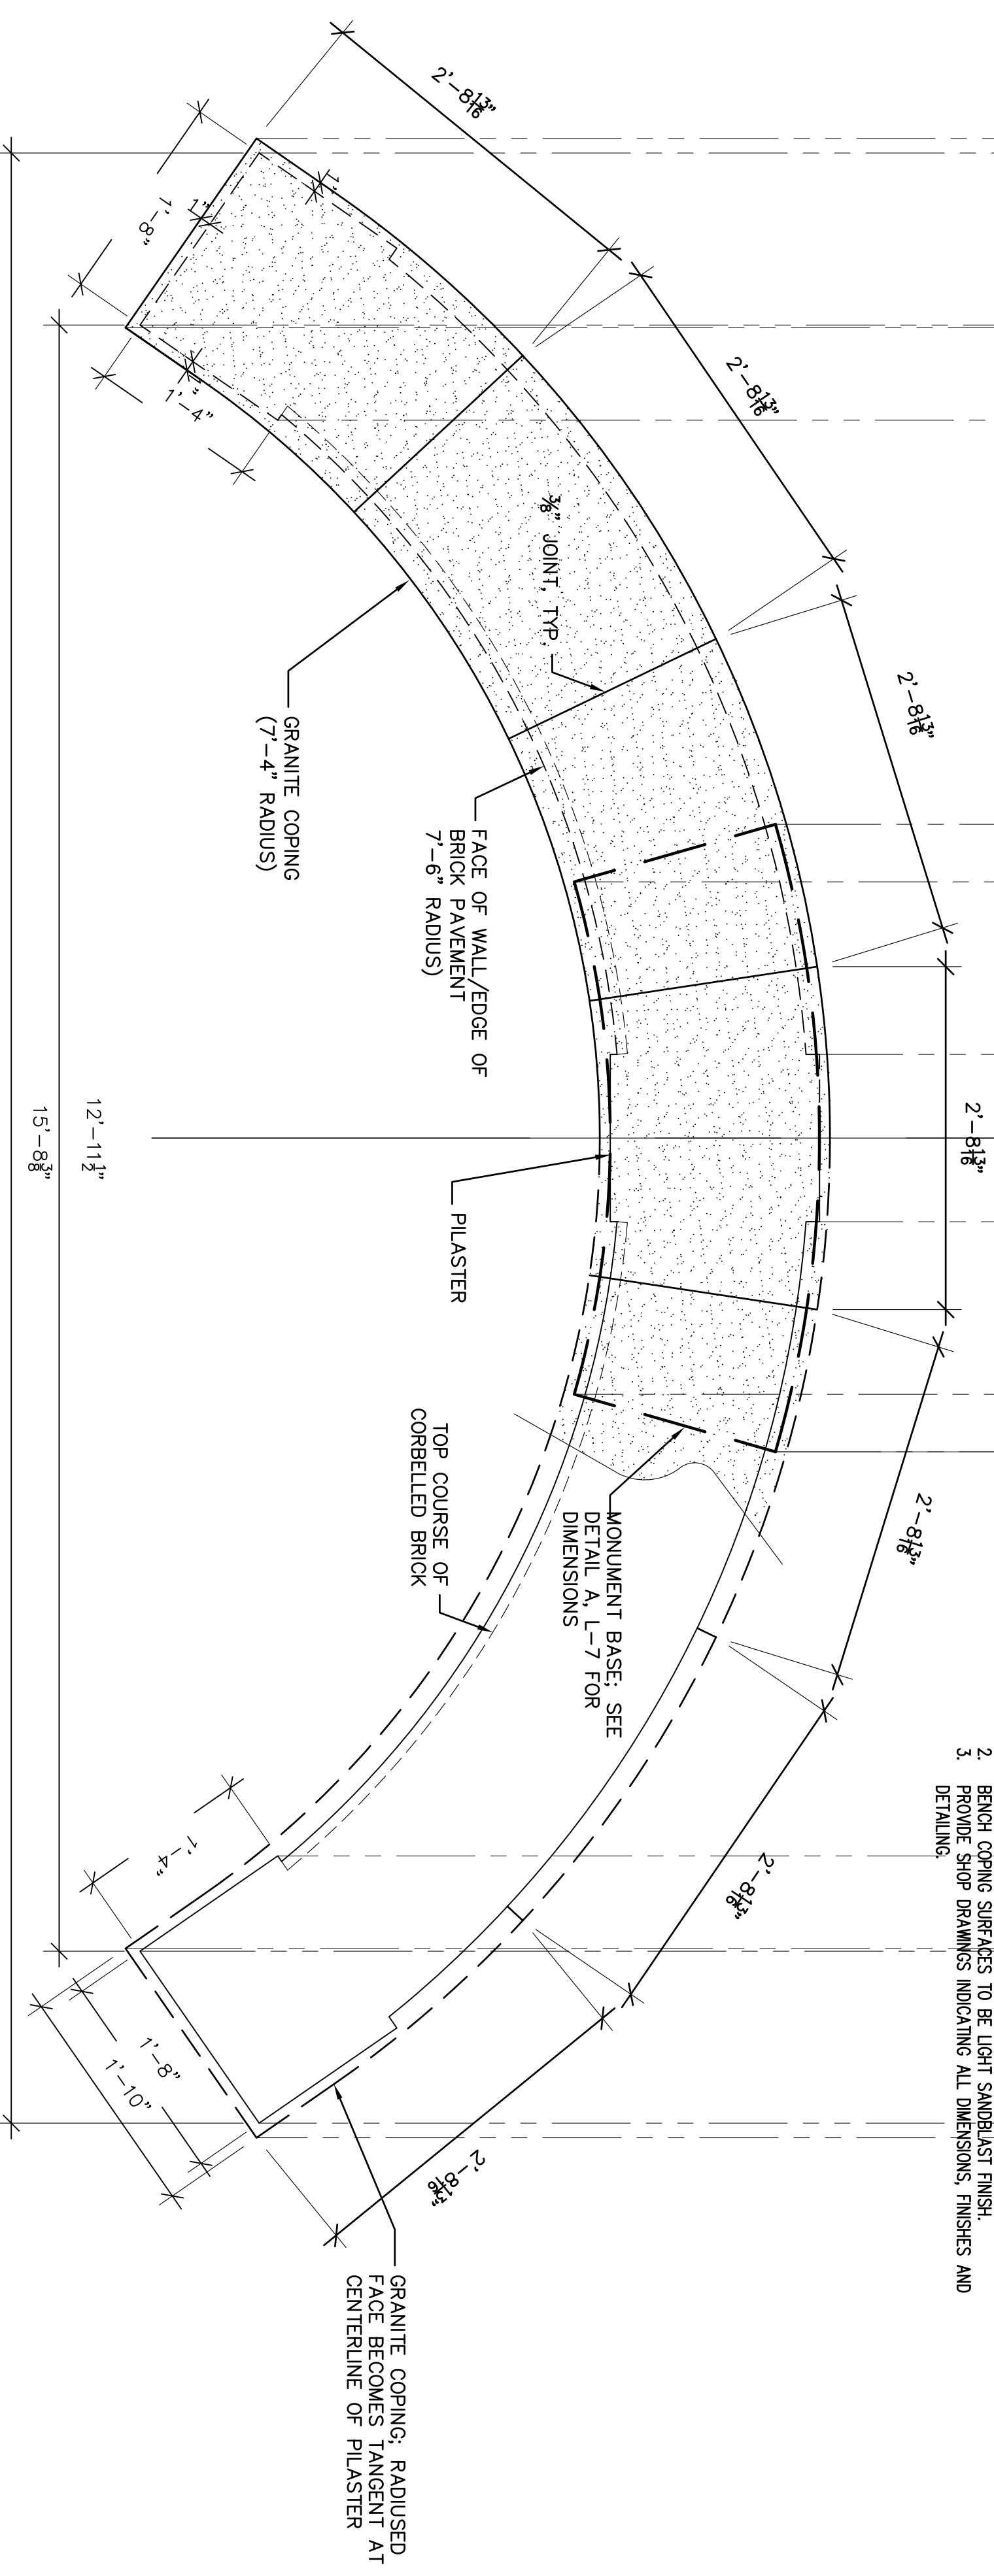 2. BENCH COPING SURFACES TO BE LIGHT SANDBLAST FINISH.
3. PROVIDE SHOP DRAWINGS INDICATING ALL DIMENSIONS, FINISHES AND
DETAILING.
2'-8 13/16"
2'-8 13/16"
2'-8 13/16"
2'-8 13/16"
2'-8 13/16"
2'-8 13/16"
2'-8 13/16"
1"
1"
1'-8"
1"
1'-4"
3/8" JOINT, TYP.
GRANITE COPING
(7'-4" RADIUS)
FACE OF WALL/EDGE OF
BRICK PAVEMENT
7'-6" RADIUS)
PILASTER
MONUMENT BASE; SEE
DETAIL A, L-7 FOR
DIMENSIONS
TOP COURSE OF
CORBELLED BRICK
1'-4"
1'-8"
1'-10"
GRANITE COPING; RADIUSED
FACE BECOMES TANGENT AT
CENTERLINE OF PILASTER
12'-11 1/2"
15'-8 3/8"